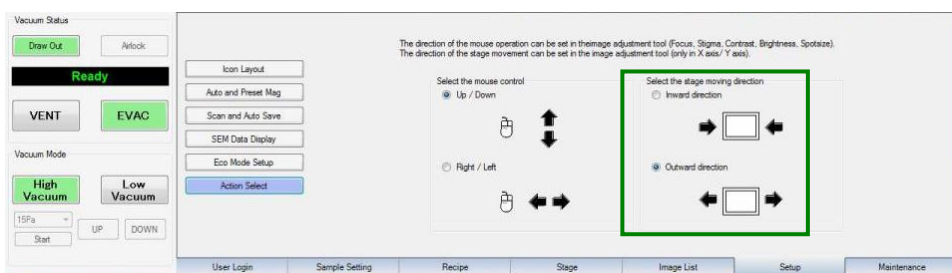 Vacuum Status
Draw Out
Airlock
Ready
VENT
EVAC
Vacuum Mode
High Vacuum
Low Vacuum
15Pa
Start
UP
DOWN
Icon Layout
Auto and Preset Mag
Scan and Auto Save
SEM Data Display
Eco Mode Setup
Action Select
The direction of the mouse operation can be set in theimage adjustment tool (Focus, Stigma, Contrast, Brightness, Spotsize).
The direction of the stage movement can be set in the image adjustment tool (only in X axis/ Y axis).
Select the mouse control
Up / Down
Right / Left
Select the stage moving direction
Inward direction
Outward direction
User Login
Sample Setting
Recipe
Stage
Image List
Setup
Maintenance